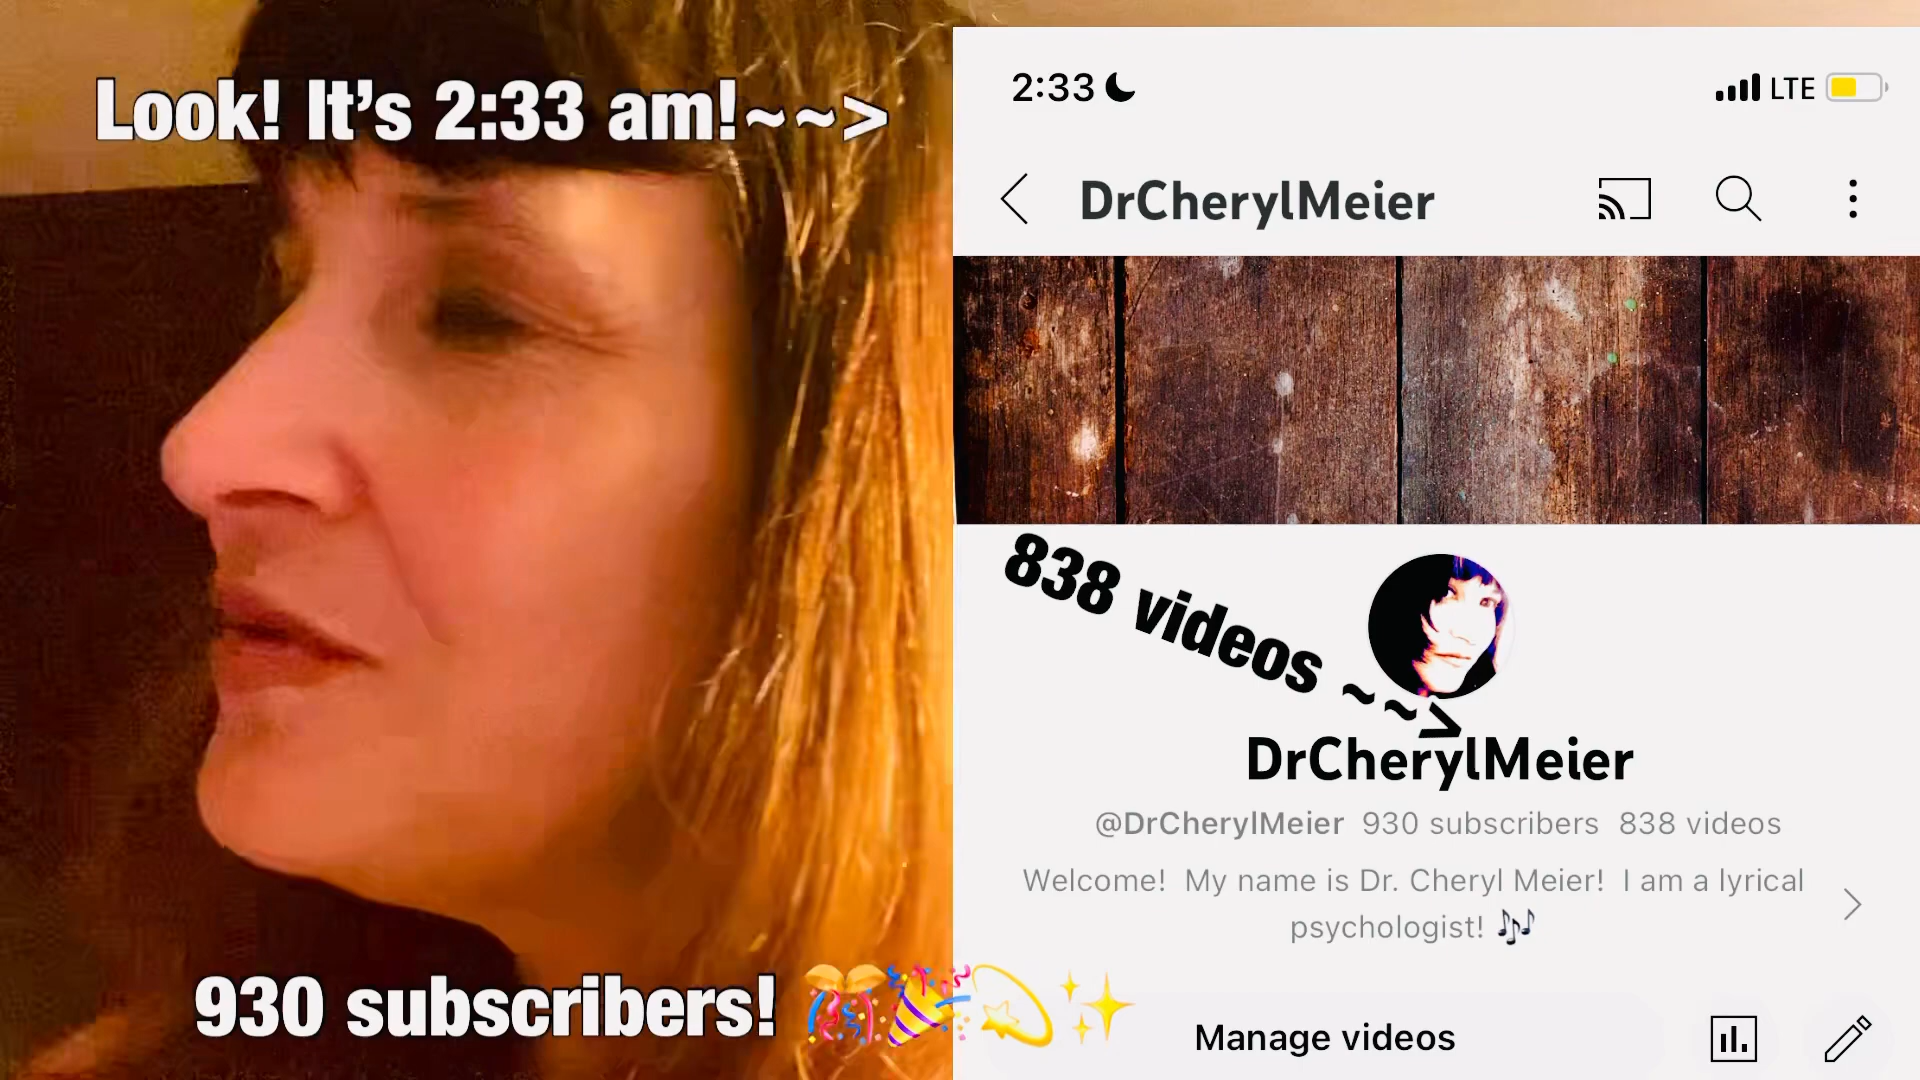 Look! It's 2:33 am!~~>
2:33 LTE
DrCherylMeier
838 videos ~~>
DrCherylMeier
@DrCherylMeier 930 subscribers 838 videos
Welcome! My name is Dr. Cheryl Meier! I am a lyrical
psychologist! 🎶
930 subscribers! 🎊🎉💫✨
Manage videos